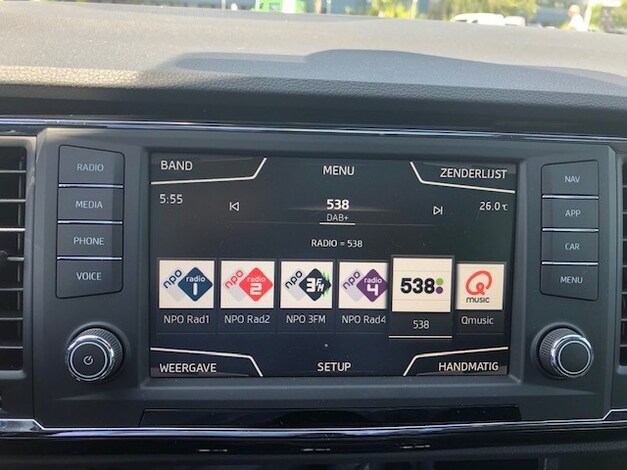 RADIO
MEDIA
PHONE
VOICE
BAND
MENU
ZENDERLIJST
5:55
538
26.0°C
DAB+
RADIO = 538
npo radio 1
npo radio 2
npo 3FM
npo radio 4
538
Q music
NPO Rad1
NPO Rad2
NPO 3FM
NPO Rad4
538
Qmusic
WEERGAVE
SETUP
HANDMATIG
NAV
APP
CAR
MENU